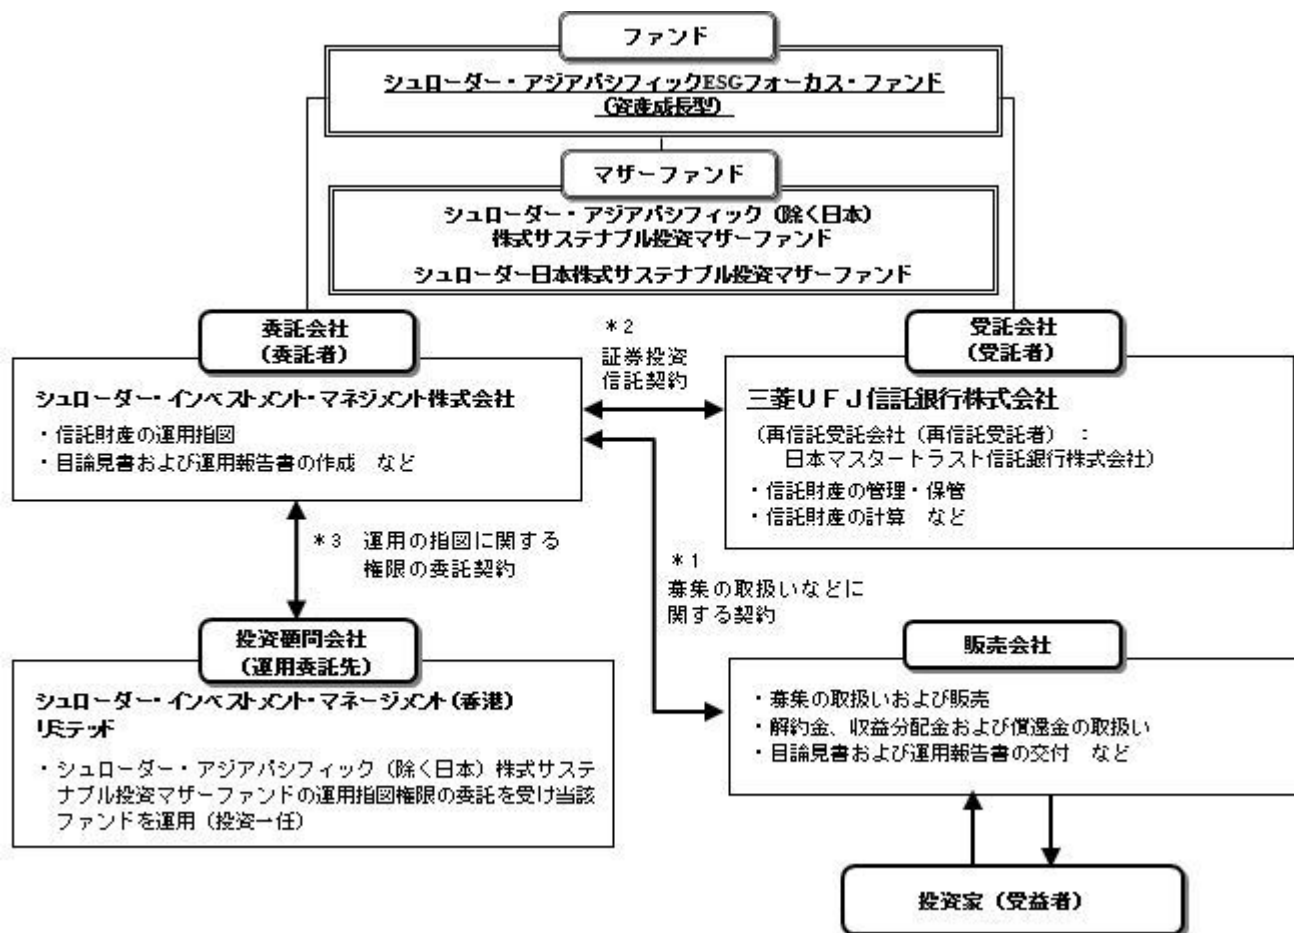 ファンド
シュローダー・アジアパシフィックESGフォーカス・ファンド
(資産成長型)
マザーファンド
シュローダー・アジアパシフィック(除く日本)
株式サステナブル投資マザーファンド
シュローダー日本株式サステナブル投資マザーファンド
委託会社
(委託者)
シュローダー・インベストメント・マネジメント株式会社
・信託財産の運用指図
・目論見書および運用報告書の作成 など
*2
証券投資
信託契約
受託会社
(受託者)
三菱UFJ信託銀行株式会社
(再信託受託会社(再信託受託者) :
日本マスタートラスト信託銀行株式会社)
・信託財産の管理・保管
・信託財産の計算 など
*3 運用の指図に関する
権限の委託契約
*1
募集の取扱いなどに
関する契約
投資顧問会社
(運用委託先)
シュローダー・インベストメント・マネージメント(香港)
リミテッド
・シュローダー・アジアパシフィック(除く日本)株式サステ
ナブル投資マザーファンドの運用指図権限の委託を受け当該
ファンドを運用(投資一任)
販売会社
・募集の取扱いおよび販売
・解約金、収益分配金および償還金の取扱い
・目論見書および運用報告書の交付 など
投資家(受益者)